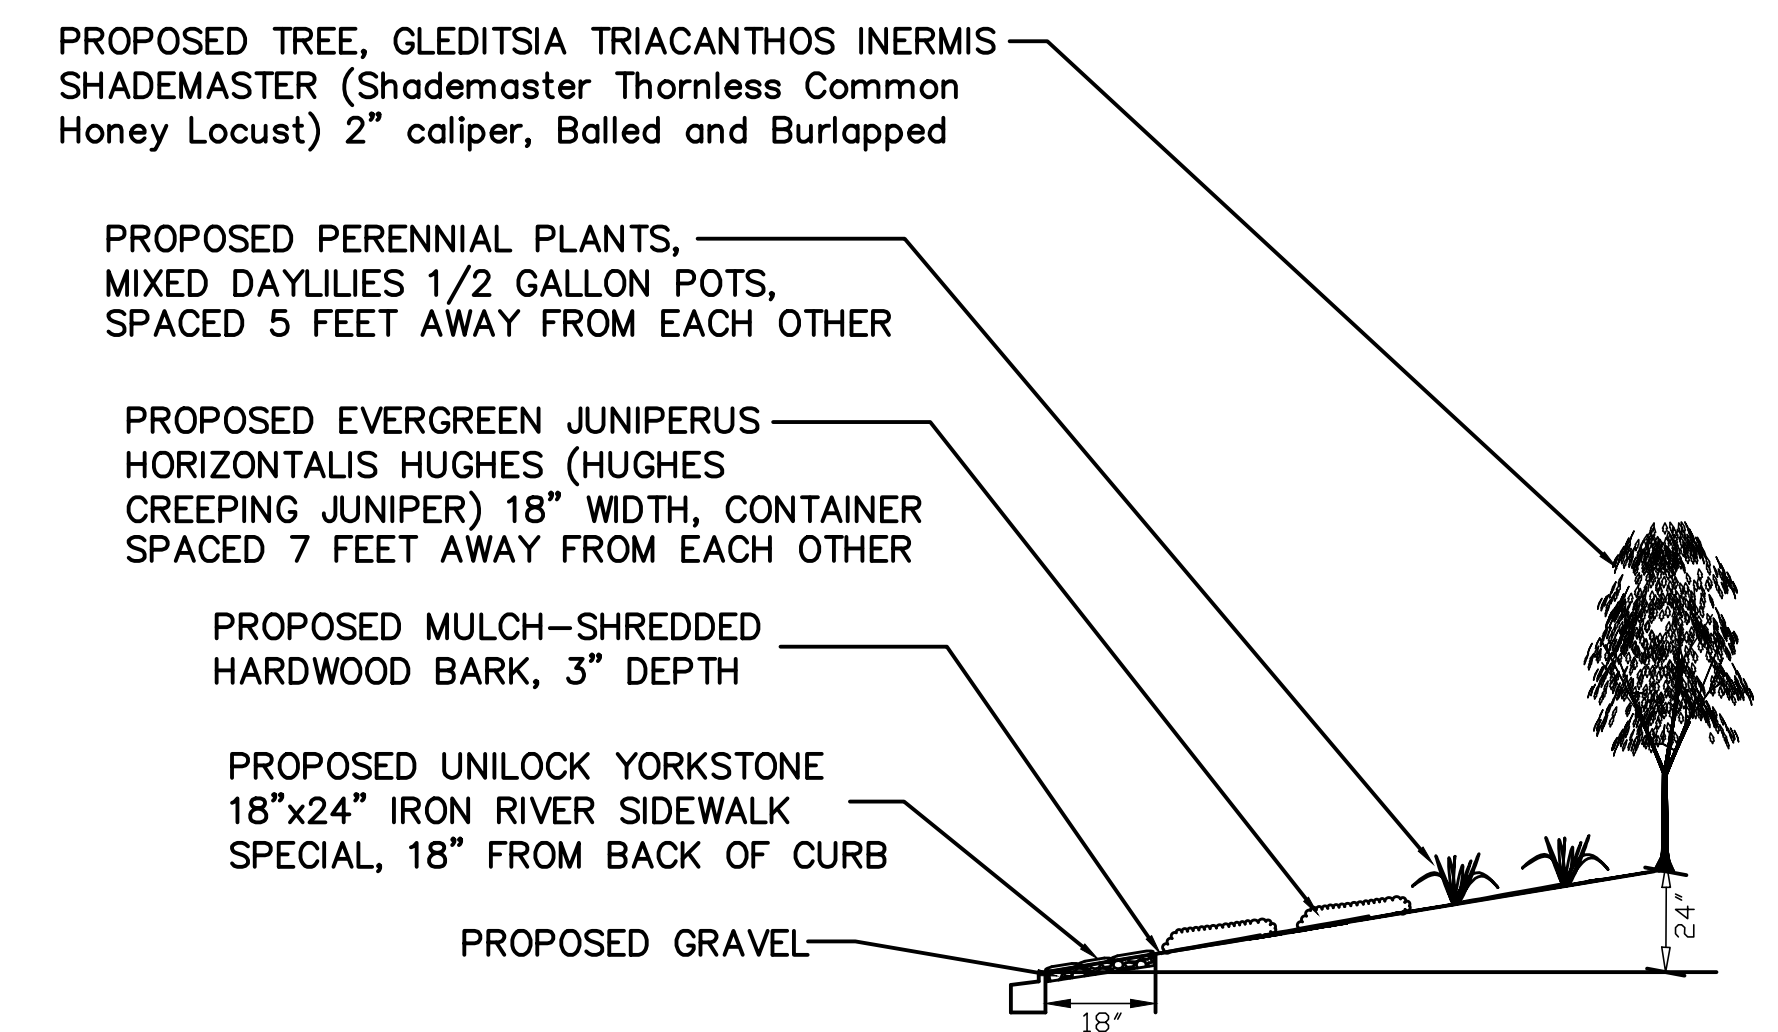 PROPOSED TREE, GLEDITSIA TRIACANTHOS INERMIS
SHADEMASTER (Shademaster Thornless Common
Honey Locust) 2” caliper, Balled and Burlapped
PROPOSED PERENNIAL PLANTS,
MIXED DAYLILIES 1/2 GALLON POTS,
SPACED 5 FEET AWAY FROM EACH OTHER
PROPOSED EVERGREEN JUNIPERUS
HORIZONTALIS HUGHES (HUGHES
CREEPING JUNIPER) 18” WIDTH, CONTAINER
SPACED 7 FEET AWAY FROM EACH OTHER
PROPOSED MULCH–SHREDDED
HARDWOOD BARK, 3” DEPTH
PROPOSED UNILOCK YORKSTONE
18”x24” IRON RIVER SIDEWALK
SPECIAL, 18” FROM BACK OF CURB
PROPOSED GRAVEL
24”
18”